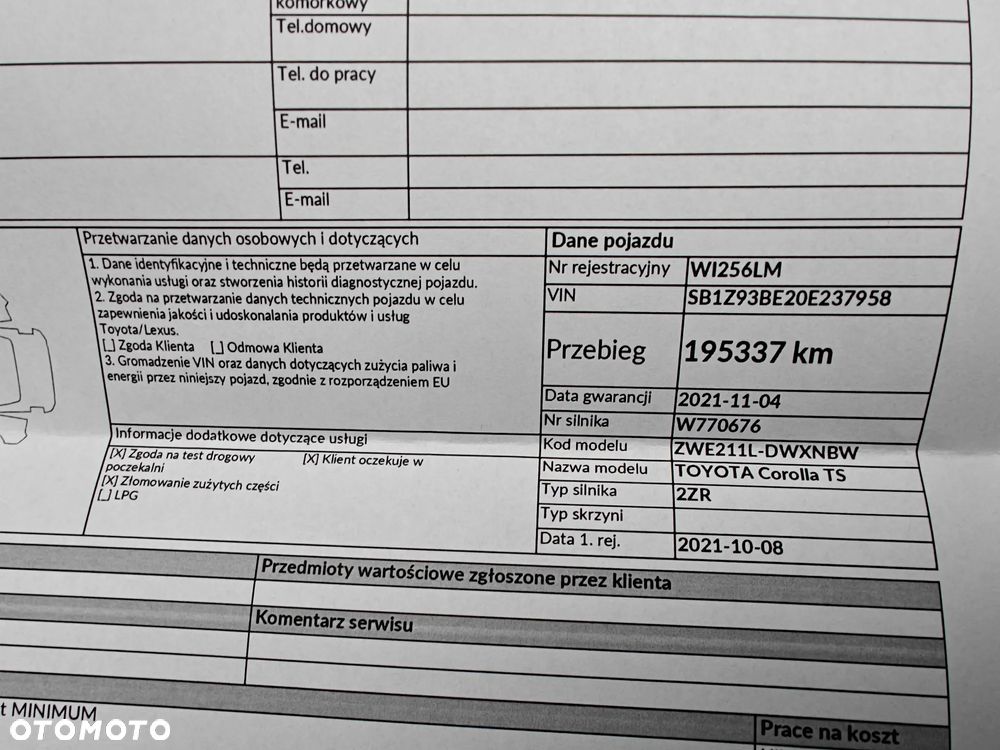 komórkowy
Tel.domowy
Tel. do pracy
E-mail
Tel.
E-mail
Przetwarzanie danych osobowych i dotyczących
1. Dane identyfikacyjne i techniczne będą przetwarzane w celu
wykonania usługi oraz stworzenia historii diagnostycznej pojazdu.
2. Zgoda na przetwarzanie danych technicznych pojazdu w celu
zapewnienia jakości i udoskonalania produktów i usług
Toyota/Lexus.
[_] Zgoda Klienta [_] Odmowa Klienta
3. Gromadzenie VIN oraz danych dotyczących zużycia paliwa i
energii przez niniejszy pojazd, zgodnie z rozporządzeniem EU
Informacje dodatkowe dotyczące usługi
[X] Zgoda na test drogowy [X] Klient oczekuje w
poczekalni
[X] Złomowanie zużytych części
[_] LPG
Dane pojazdu
Nr rejestracyjny WI256LM
VIN SB1Z93BE20E237958
Przebieg 195337 km
Data gwarancji 2021-11-04
Nr silnika W770676
Kod modelu ZWE211L-DWXNBW
Nazwa modelu TOYOTA Corolla TS
Typ silnika 2ZR
Typ skrzyni
Data 1. rej. 2021-10-08
Przedmioty wartościowe zgłoszone przez klienta
Komentarz serwisu
t MINIMUM
Prace na koszt
OTOMOTO